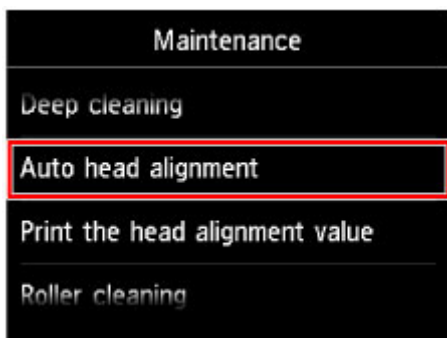 Maintenance
Deep cleaning
Auto head alignment
Print the head alignment value
Roller cleaning